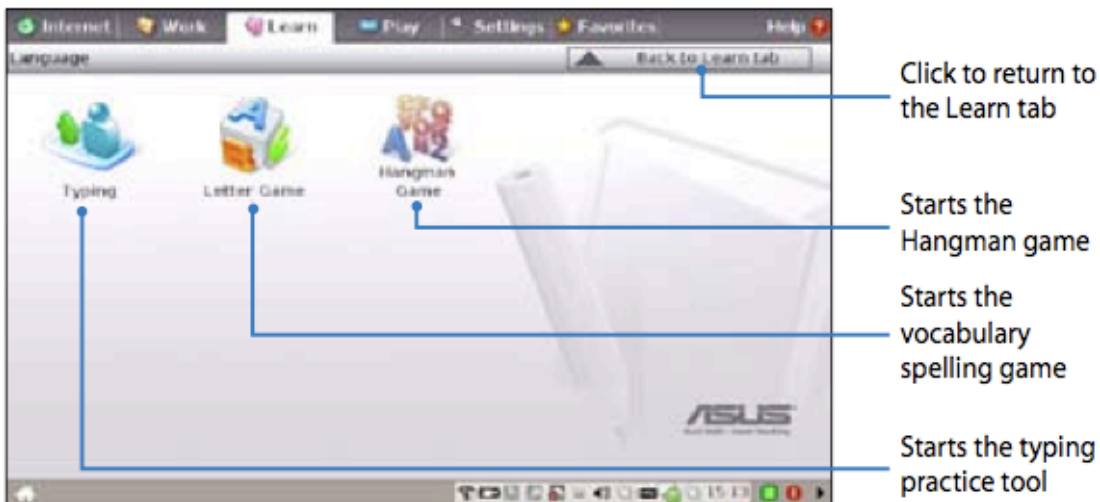 Internet Work Learn Play Settings Favorites Help
Language
Back to Learn tab
Click to return to
the Learn tab
Typing
Letter Game
Hangman
Game
Starts the
Hangman game
Starts the
vocabulary
spelling game
ASUS
Starts the typing
practice tool